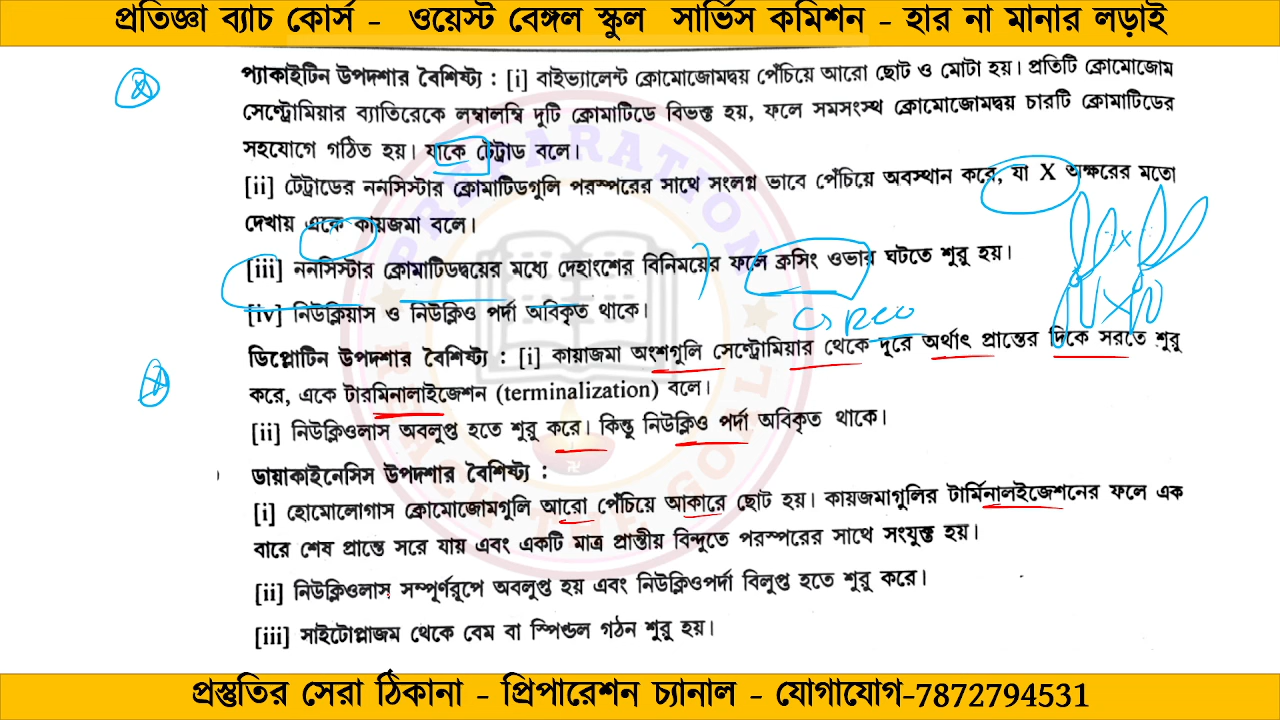 প্রতিজ্ঞা ব্যাচ কোর্স - ওয়েস্ট বেঙ্গল স্কুল সার্ভিস কমিশন - হার না মানার লড়াই
প্যাকাইটিন উপদশার বৈশিষ্ট্য : [i] বাইভ্যালেন্ট ক্রোমোজোমদ্বয় পেঁচিয়ে আরো ছোট ও মোটা হয়। প্রতিটি ক্রোমোজোম
সেন্ট্রোমিয়ার ব্যাতিরেকে লম্বালম্বি দুটি ক্রোমাটিডে বিভক্ত হয়, ফলে সমসংস্থ ক্রোমোজোমদ্বয় চারটি ক্রোমাটিডের
সহযোগে গঠিত হয়। যাকে টেট্রাড বলে।
[ii] টেট্রাডের ননসিস্টার ক্রোমাটিডগুলি পরস্পরের সাথে সংলগ্ন ভাবে পেঁচিয়ে অবস্থান করে, যা X অক্ষরের মতো
দেখায় একে কায়জমা বলে।
[iii] ননসিস্টার ক্রোমাটিডদ্বয়ের মধ্যে দেহাংশের বিনিময়ের ফলে ক্রসিং ওভার ঘটতে শুরু হয়।
[iv] নিউক্লিয়াস ও নিউক্লিও পর্দা অবিকৃত থাকে।
ডিপ্লোটিন উপদশার বৈশিষ্ট্য : [i] কায়াজমা অংশগুলি সেন্ট্রোমিয়ার থেকে দূরে অর্থাৎ প্রান্তের দিকে সরতে শুরু
করে, একে টারমিনালাইজেশন (terminalization) বলে।
[ii] নিউক্লিওলাস অবলুপ্ত হতে শুরু করে। কিন্তু নিউক্লিও পর্দা অবিকৃত থাকে।
ডায়াকাইনেসিস উপদশার বৈশিষ্ট্য :
[i] হোমোলোগাস ক্রোমোজোমগুলি আরো পেঁচিয়ে আকারে ছোট হয়। কায়জমাগুলির টার্মিনালইজেশনের ফলে এক
বারে শেষ প্রান্তে সরে যায় এবং একটি মাত্র প্রান্তীয় বিন্দুতে পরস্পরের সাথে সংযুক্ত হয়।
[ii] নিউক্লিওলাস সম্পূর্ণরূপে অবলুপ্ত হয় এবং নিউক্লিওপর্দা বিলুপ্ত হতে শুরু করে।
[iii] সাইটোপ্লাজম থেকে বেম বা স্পিন্ডল গঠন শুরু হয়।
প্রস্তুতির সেরা ঠিকানা - প্রিপারেশন চ্যানাল - যোগাযোগ-7872794531